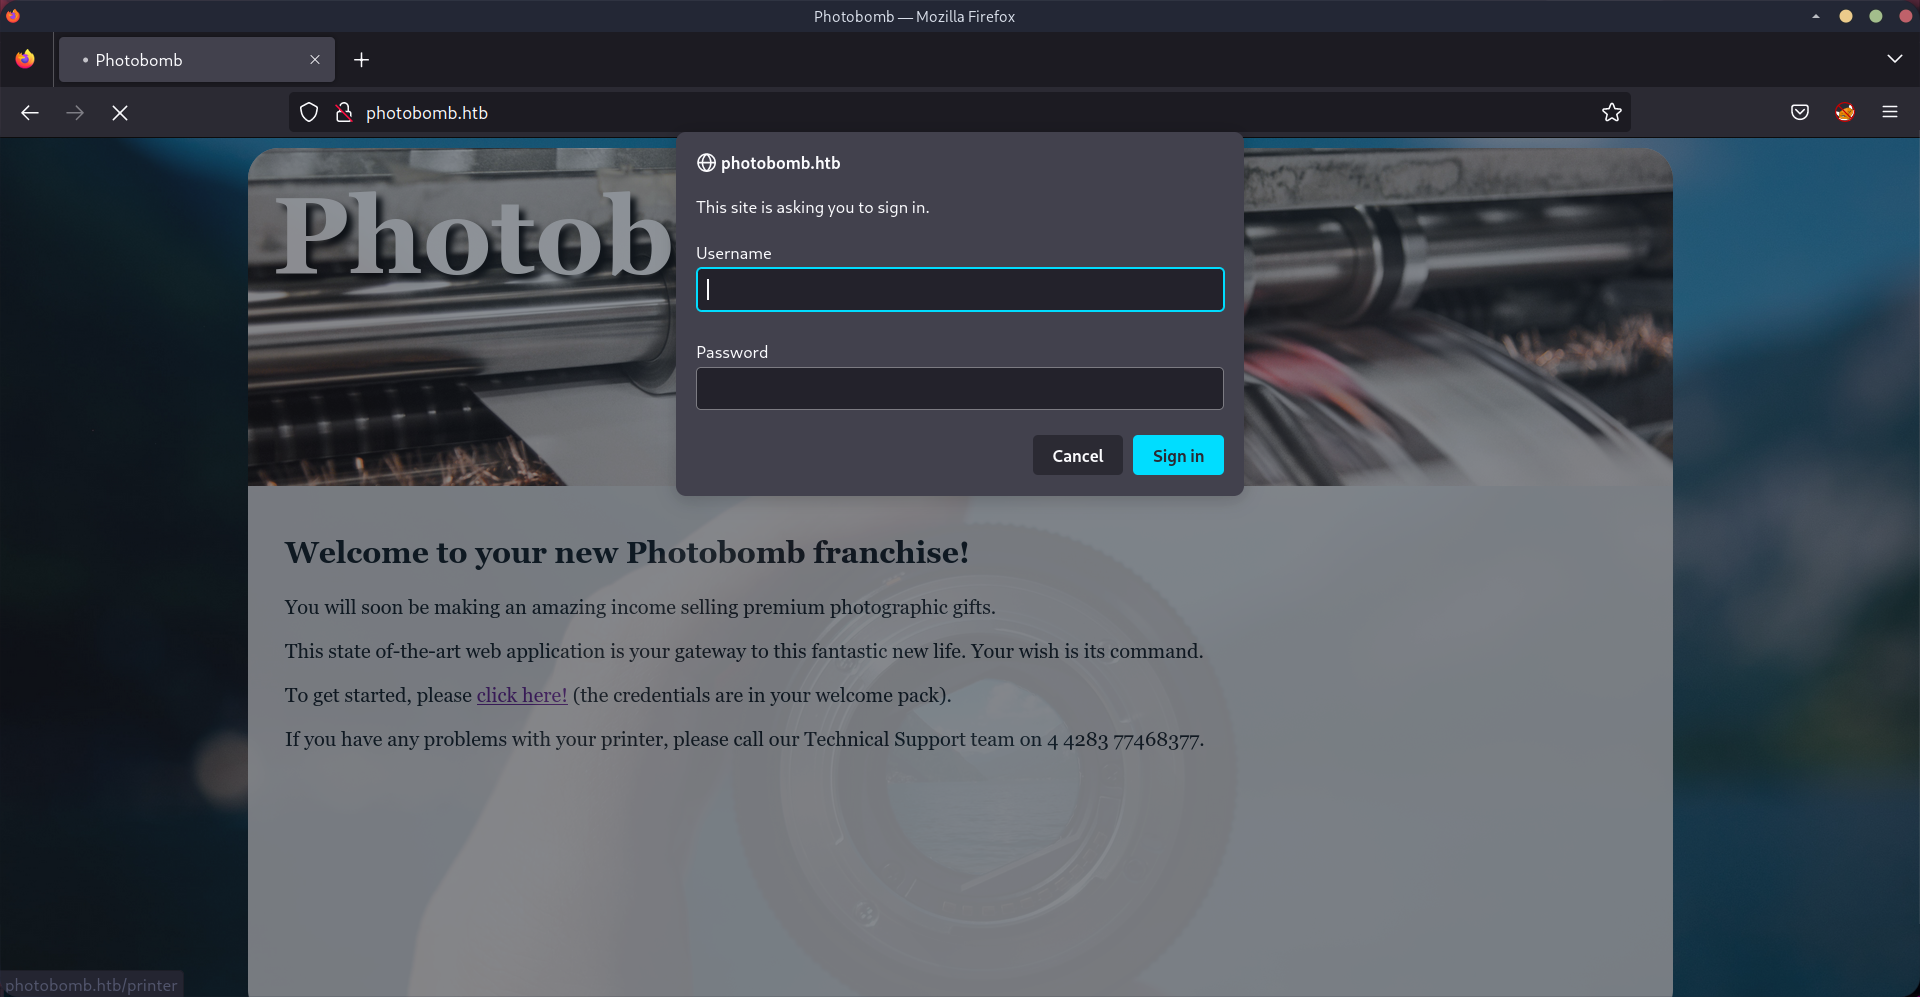 Photobomb — Mozilla Firefox
Photobomb
photobomb.htb
photobomb.htb
This site is asking you to sign in.
Username
Password
Cancel
Sign in
Photob
Welcome to your new Photobomb franchise!
You will soon be making an amazing income selling premium photographic gifts.
This state of-the-art web application is your gateway to this fantastic new life. Your wish is its command.
To get started, please click here! (the credentials are in your welcome pack).
If you have any problems with your printer, please call our Technical Support team on 4 4283 77468377.
photobomb.htb/printer